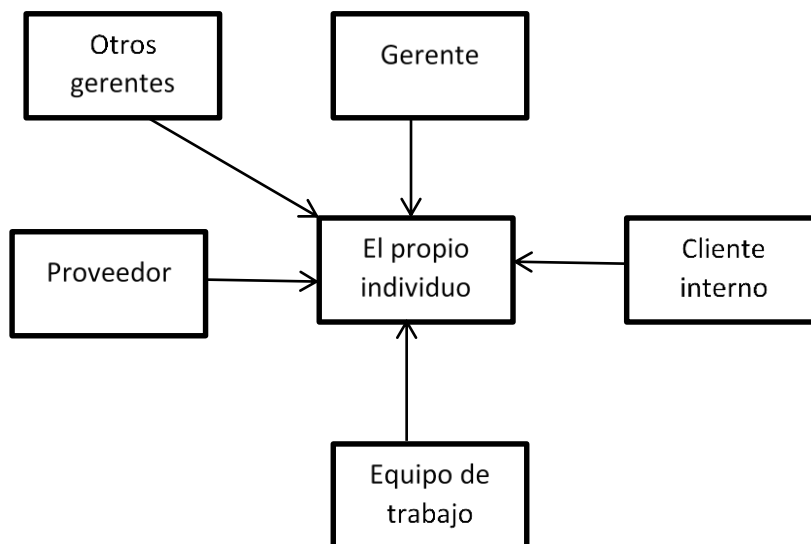 Otros
gerentes
Gerente
Proveedor
El propio
individuo
Cliente
interno
Equipo de
trabajo